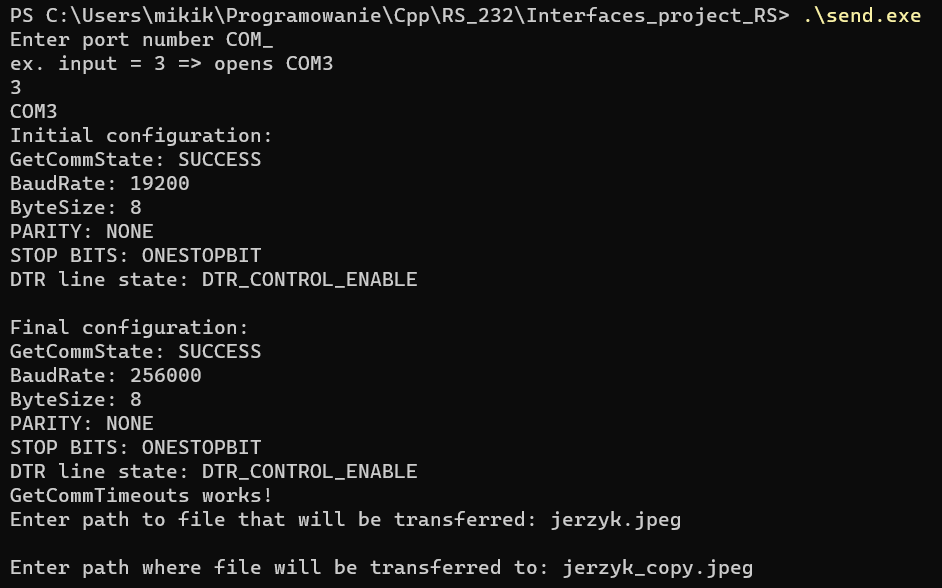 PS C:\Users\mikik\Programowanie\Cpp\RS_232\Interfaces_project_RS> .\send.exe
Enter port number COM_
ex. input = 3 => opens COM3
3
COM3
Initial configuration:
GetCommState: SUCCESS
BaudRate: 19200
ByteSize: 8
PARITY: NONE
STOP BITS: ONESTOPBIT
DTR line state: DTR_CONTROL_ENABLE
Final configuration:
GetCommState: SUCCESS
BaudRate: 256000
ByteSize: 8
PARITY: NONE
STOP BITS: ONESTOPBIT
DTR line state: DTR_CONTROL_ENABLE
GetCommTimeouts works!
Enter path to file that will be transferred: jerzyk.jpeg
Enter path where file will be transferred to: jerzyk_copy.jpeg